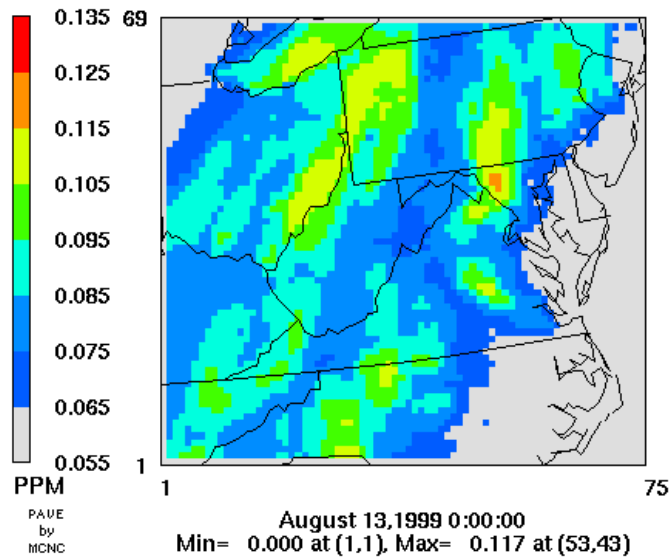 0.135
0.125
0.115
0.105
0.095
0.085
0.075
0.065
0.055
PPM
PAVE
by
MCNC
69
1
1 75
August 13,1999 0:00:00
Min= 0.000 at (1,1), Max= 0.117 at (53,43)